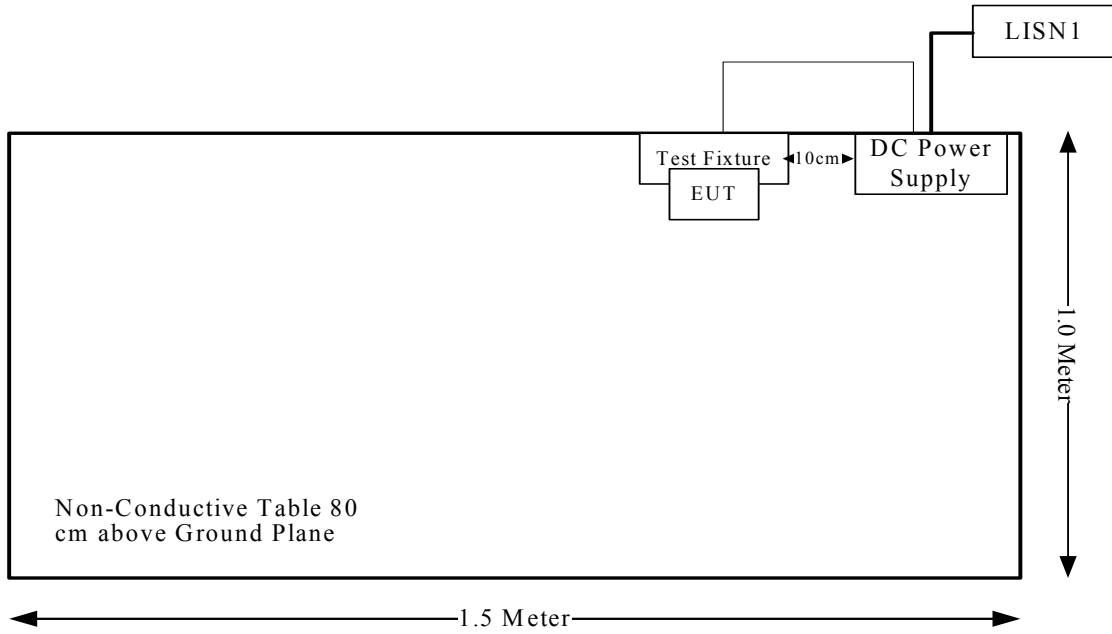 LISN1
Test Fixture
10cm
DC Power
Supply
EUT
1.0 Meter
Non-Conductive Table 80
cm above Ground Plane
1.5 Meter